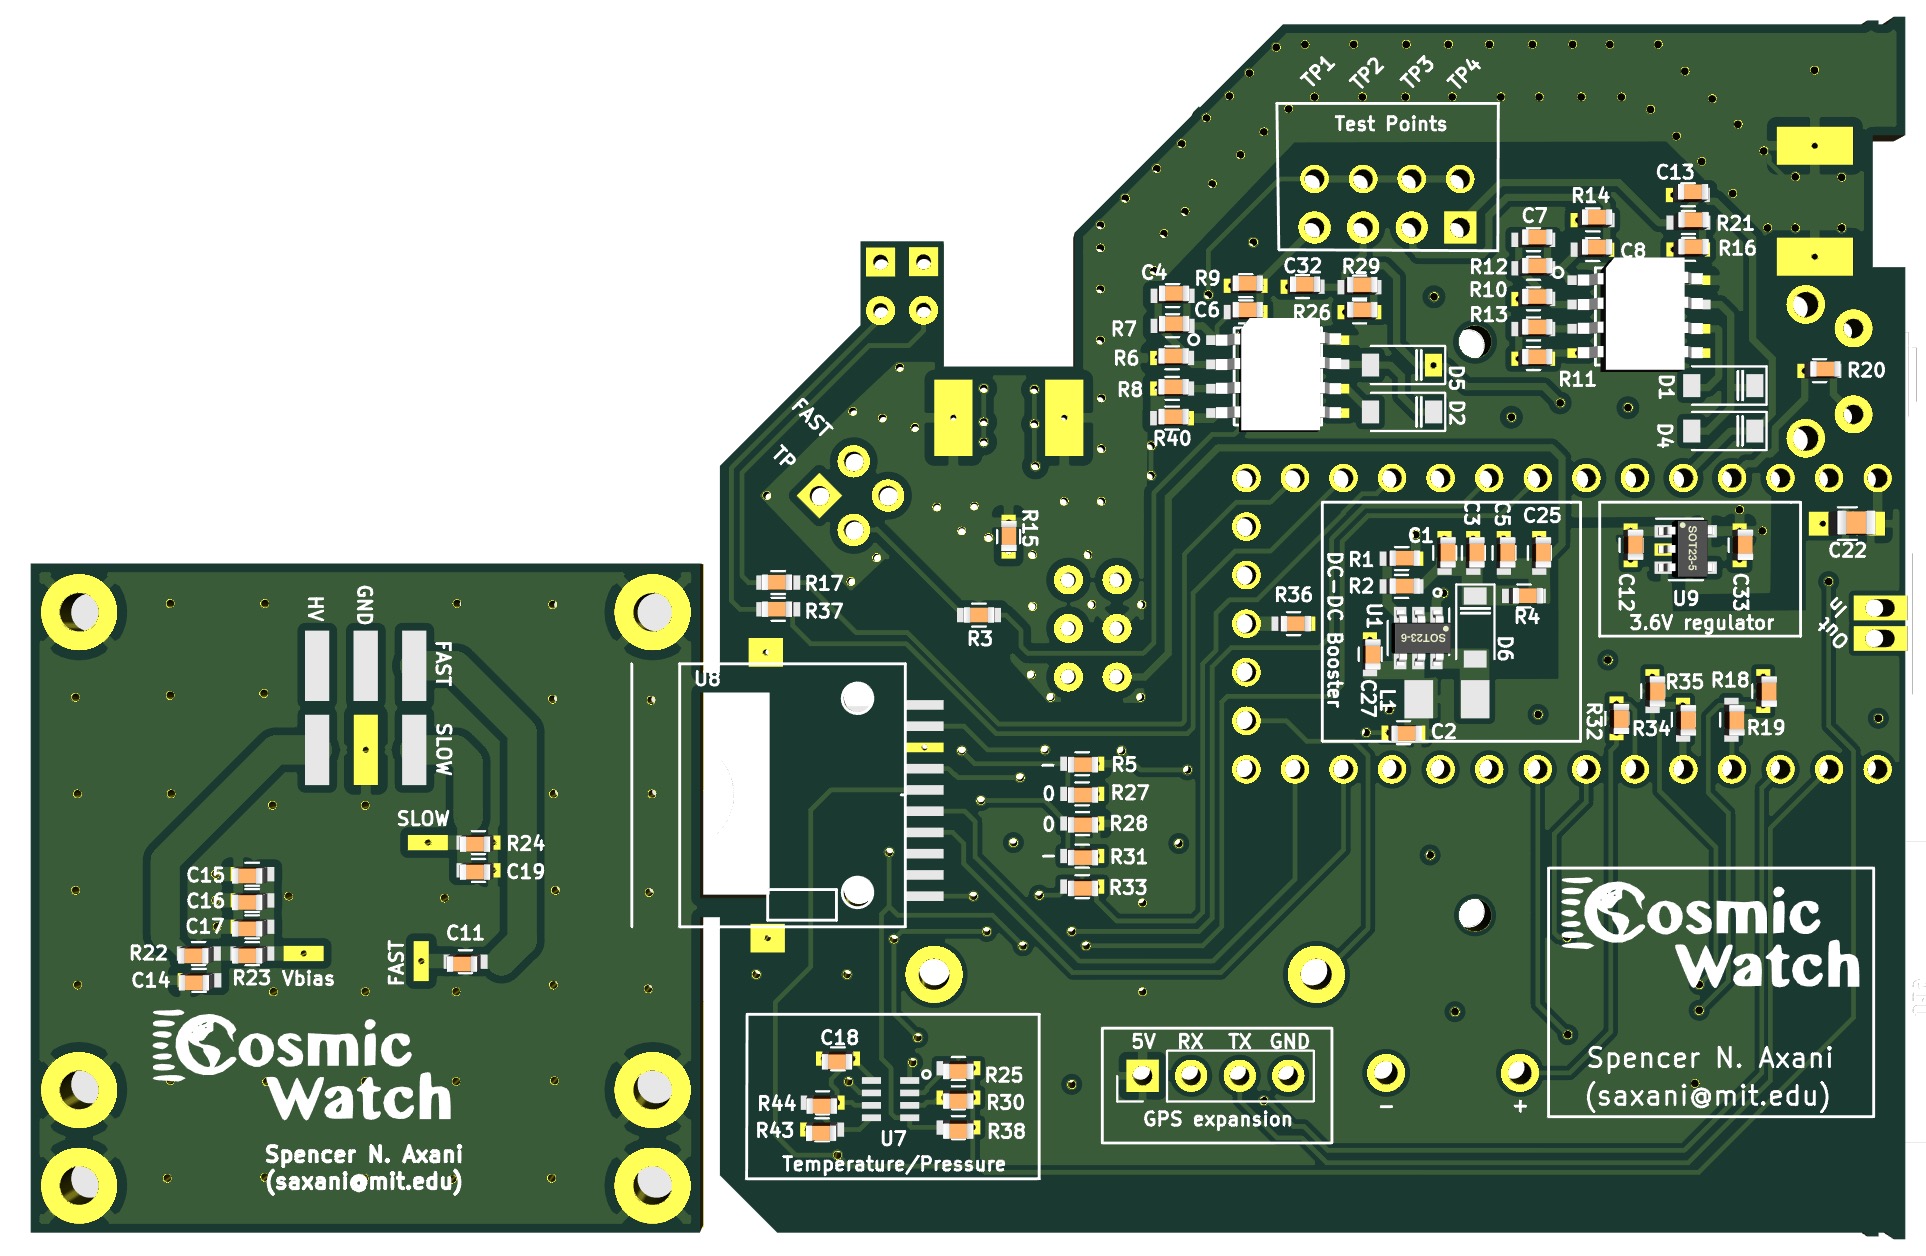 TP1
TP2
TP3
TP4
Test Points
C13
R14
C7
R21
C8
R16
R12
R10
R13
R11
C4
R9
C32
R29
C6
R26
R7
R6
R8
R40
D5
D2
D1
D4
R20
FAST
TP
R15
R17
R37
R3
R36
C1
C3
C5
C25
R1
R2
R4
U1
SOT23-6
D6
C27
L1
C2
DC-DC Booster
SOT23-5
C12
U9
C33
3.6V regulator
C22
In
Out
R35
R18
R32
R34
R19
HV
GND
FAST
SLOW
U8
SLOW
R24
C19
C15
C16
C17
R22
C14
R23
Vbias
FAST
C11
- R5
0 R27
0 R28
- R31
R33
Cosmic
Watch
Spencer N. Axani
(saxani@mit.edu)
C18
R25
R44
R30
R43
R38
U7
Temperature/Pressure
5V RX TX GND
GPS expansion
- +
Cosmic
Watch
Spencer N. Axani
(saxani@mit.edu)